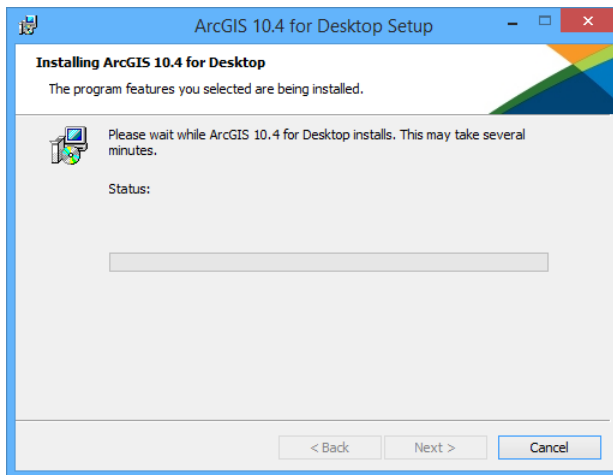 ArcGIS 10.4 for Desktop Setup
Installing ArcGIS 10.4 for Desktop
The program features you selected are being installed.
Please wait while ArcGIS 10.4 for Desktop installs. This may take several
minutes.
Status:
< Back Next > Cancel